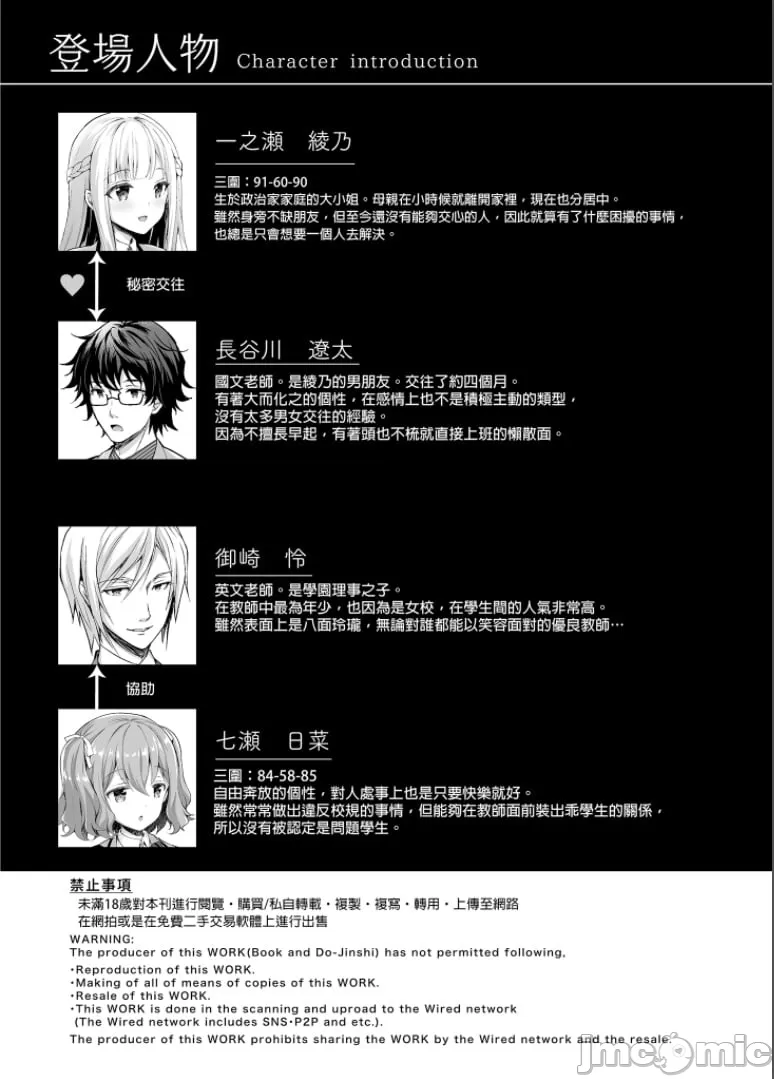 登場人物 Character introduction
一之瀬 綾乃
三圍：91-60-90
生於政治家家庭的大小姐。母親在小時候就離開家裡，現在也分居中。
雖然身旁不缺朋友，但至今還沒有能夠交心的人，因此就算有了什麼困擾的事情，
也總是只會想要一個人去解決。
秘密交往
長谷川 遼太
國文老師。是綾乃的男朋友。交往了約四個月。
有著大而化之的個性，在感情上也不是積極主動的類型，
沒有太多男女交往的經驗。
因為不擅長早起，有著頭也不梳就直接上班的懶散面。
御崎 怜
英文老師。是學園理事之子。
在教師中最為年少，也因為是女校，在學生間的人氣非常高。
雖然表面上是八面玲瓏，無論對誰都能以笑容面對的優良教師…
協助
七瀬 日菜
三圍：84-58-85
自由奔放的個性，對人處事上也是只要快樂就好。
雖然常常做出違反校規的事情，但能夠在教師面前裝出乖學生的關係，
所以沒有被認定是問題學生。
禁止事項
未滿18歲對本刊進行閱覽・購買/私自轉載・複製・複寫・轉用・上傳至網路
在網拍或是在免費二手交易軟體上進行出售
WARNING:
The producer of this WORK(Book and Do-Jinshi) has not permitted following,
・Reproduction of this WORK.
・Making of all of means of copies of this WORK.
・Resale of this WORK.
・This WORK is done in the scanning and uproad to the Wired network
(The Wired network includes SNS・P2P and etc.).
The producer of this WORK prohibits sharing the WORK by the Wired network and the resale.
jmcomic